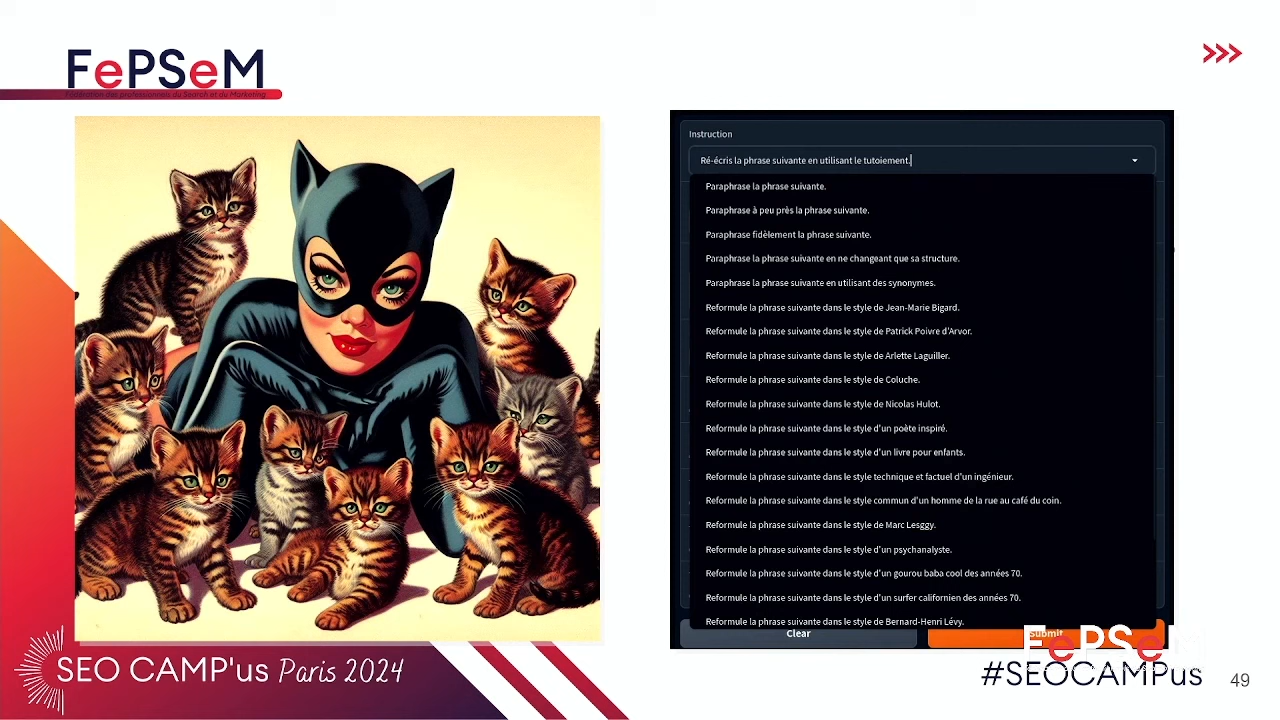 FePSeM
Fédération des professionnels du Search et du Marketing
Instruction
Ré-écris la phrase suivante en utilisant le tutoiement.
Paraphrase la phrase suivante.
Paraphrase à peu près la phrase suivante.
Paraphrase fidèlement la phrase suivante.
Paraphrase la phrase suivante en ne changeant que sa structure.
Paraphrase la phrase suivante en utilisant des synonymes.
Reformule la phrase suivante dans le style de Jean-Marie Bigard.
Reformule la phrase suivante dans le style de Patrick Poivre d'Arvor.
Reformule la phrase suivante dans le style de Arlette Laguiller.
Reformule la phrase suivante dans le style de Coluche.
Reformule la phrase suivante dans le style de Nicolas Hulot.
Reformule la phrase suivante dans le style d'un poète inspiré.
Reformule la phrase suivante dans le style d'un livre pour enfants.
Reformule la phrase suivante dans le style technique et factuel d'un ingénieur.
Reformule la phrase suivante dans le style commun d'un homme de la rue au café du coin.
Reformule la phrase suivante dans le style de Marc Lesggy.
Reformule la phrase suivante dans le style d'un psychanalyste.
Reformule la phrase suivante dans le style d'un gourou baba cool des années 70.
Reformule la phrase suivante dans le style d'un surfer californien des années 70.
Reformule la phrase suivante dans le style de Bernard-Henri Lévy.
Clear
Submit
FePSeM
SEO CAMP'us Paris 2024
#SEOCAMPus
49